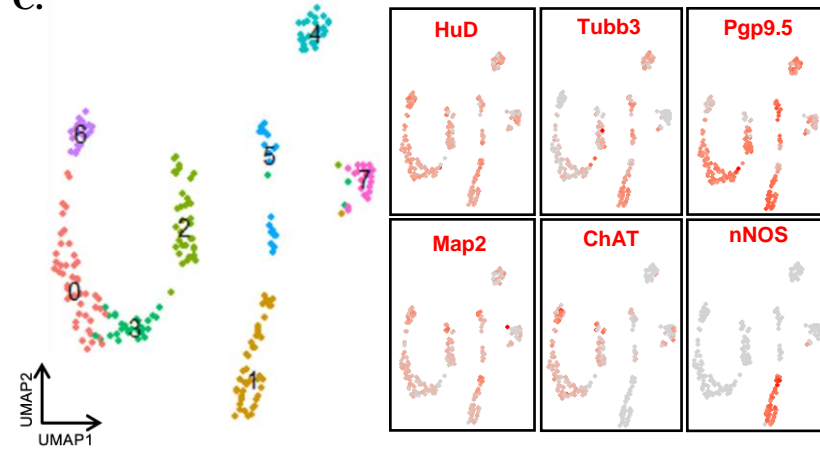 c.
4
6
5
7
2
0
3
1
UMAP2
UMAP1
HuD
Tubb3
Pgp9.5
Map2
ChAT
nNOS